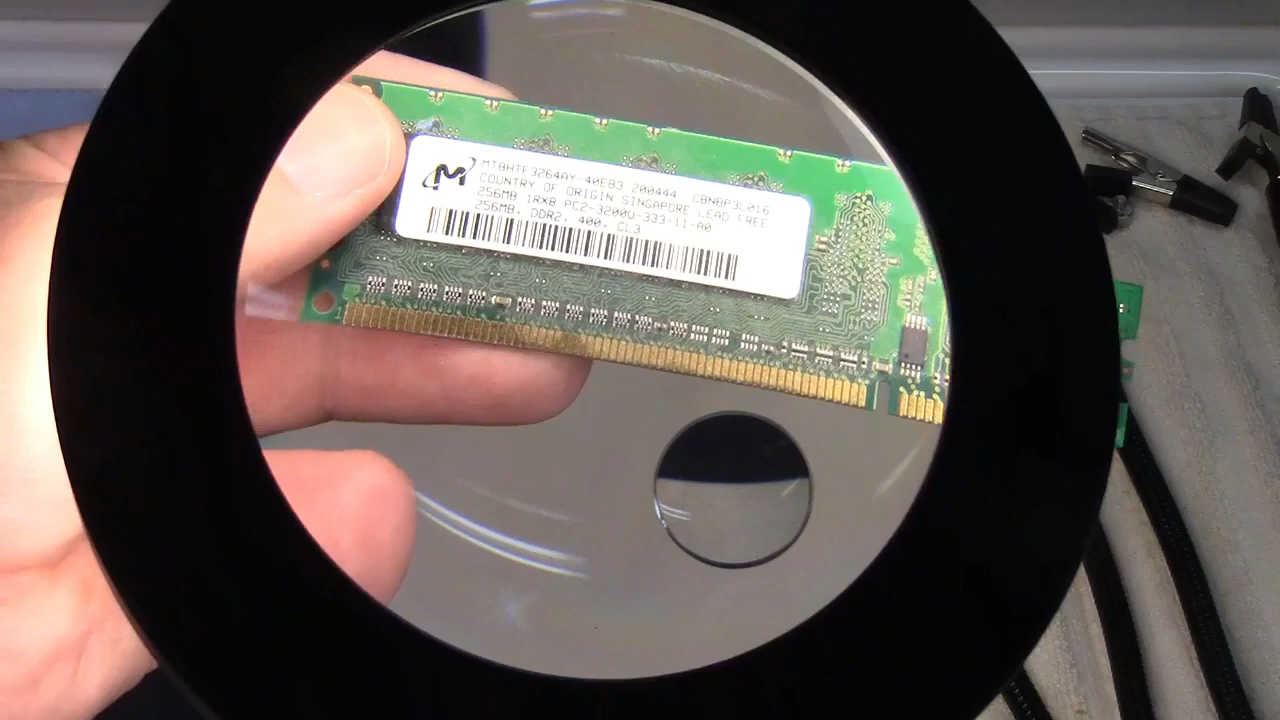 M
MT8HTF3264AY-40EB3 200444 CBNBP3L016
COUNTRY OF ORIGIN SINGAPORE LEAD FREE
256MB 1RX8 PC2-3200U-333-11-A0
256MB, DDR2, 400, CL3
1